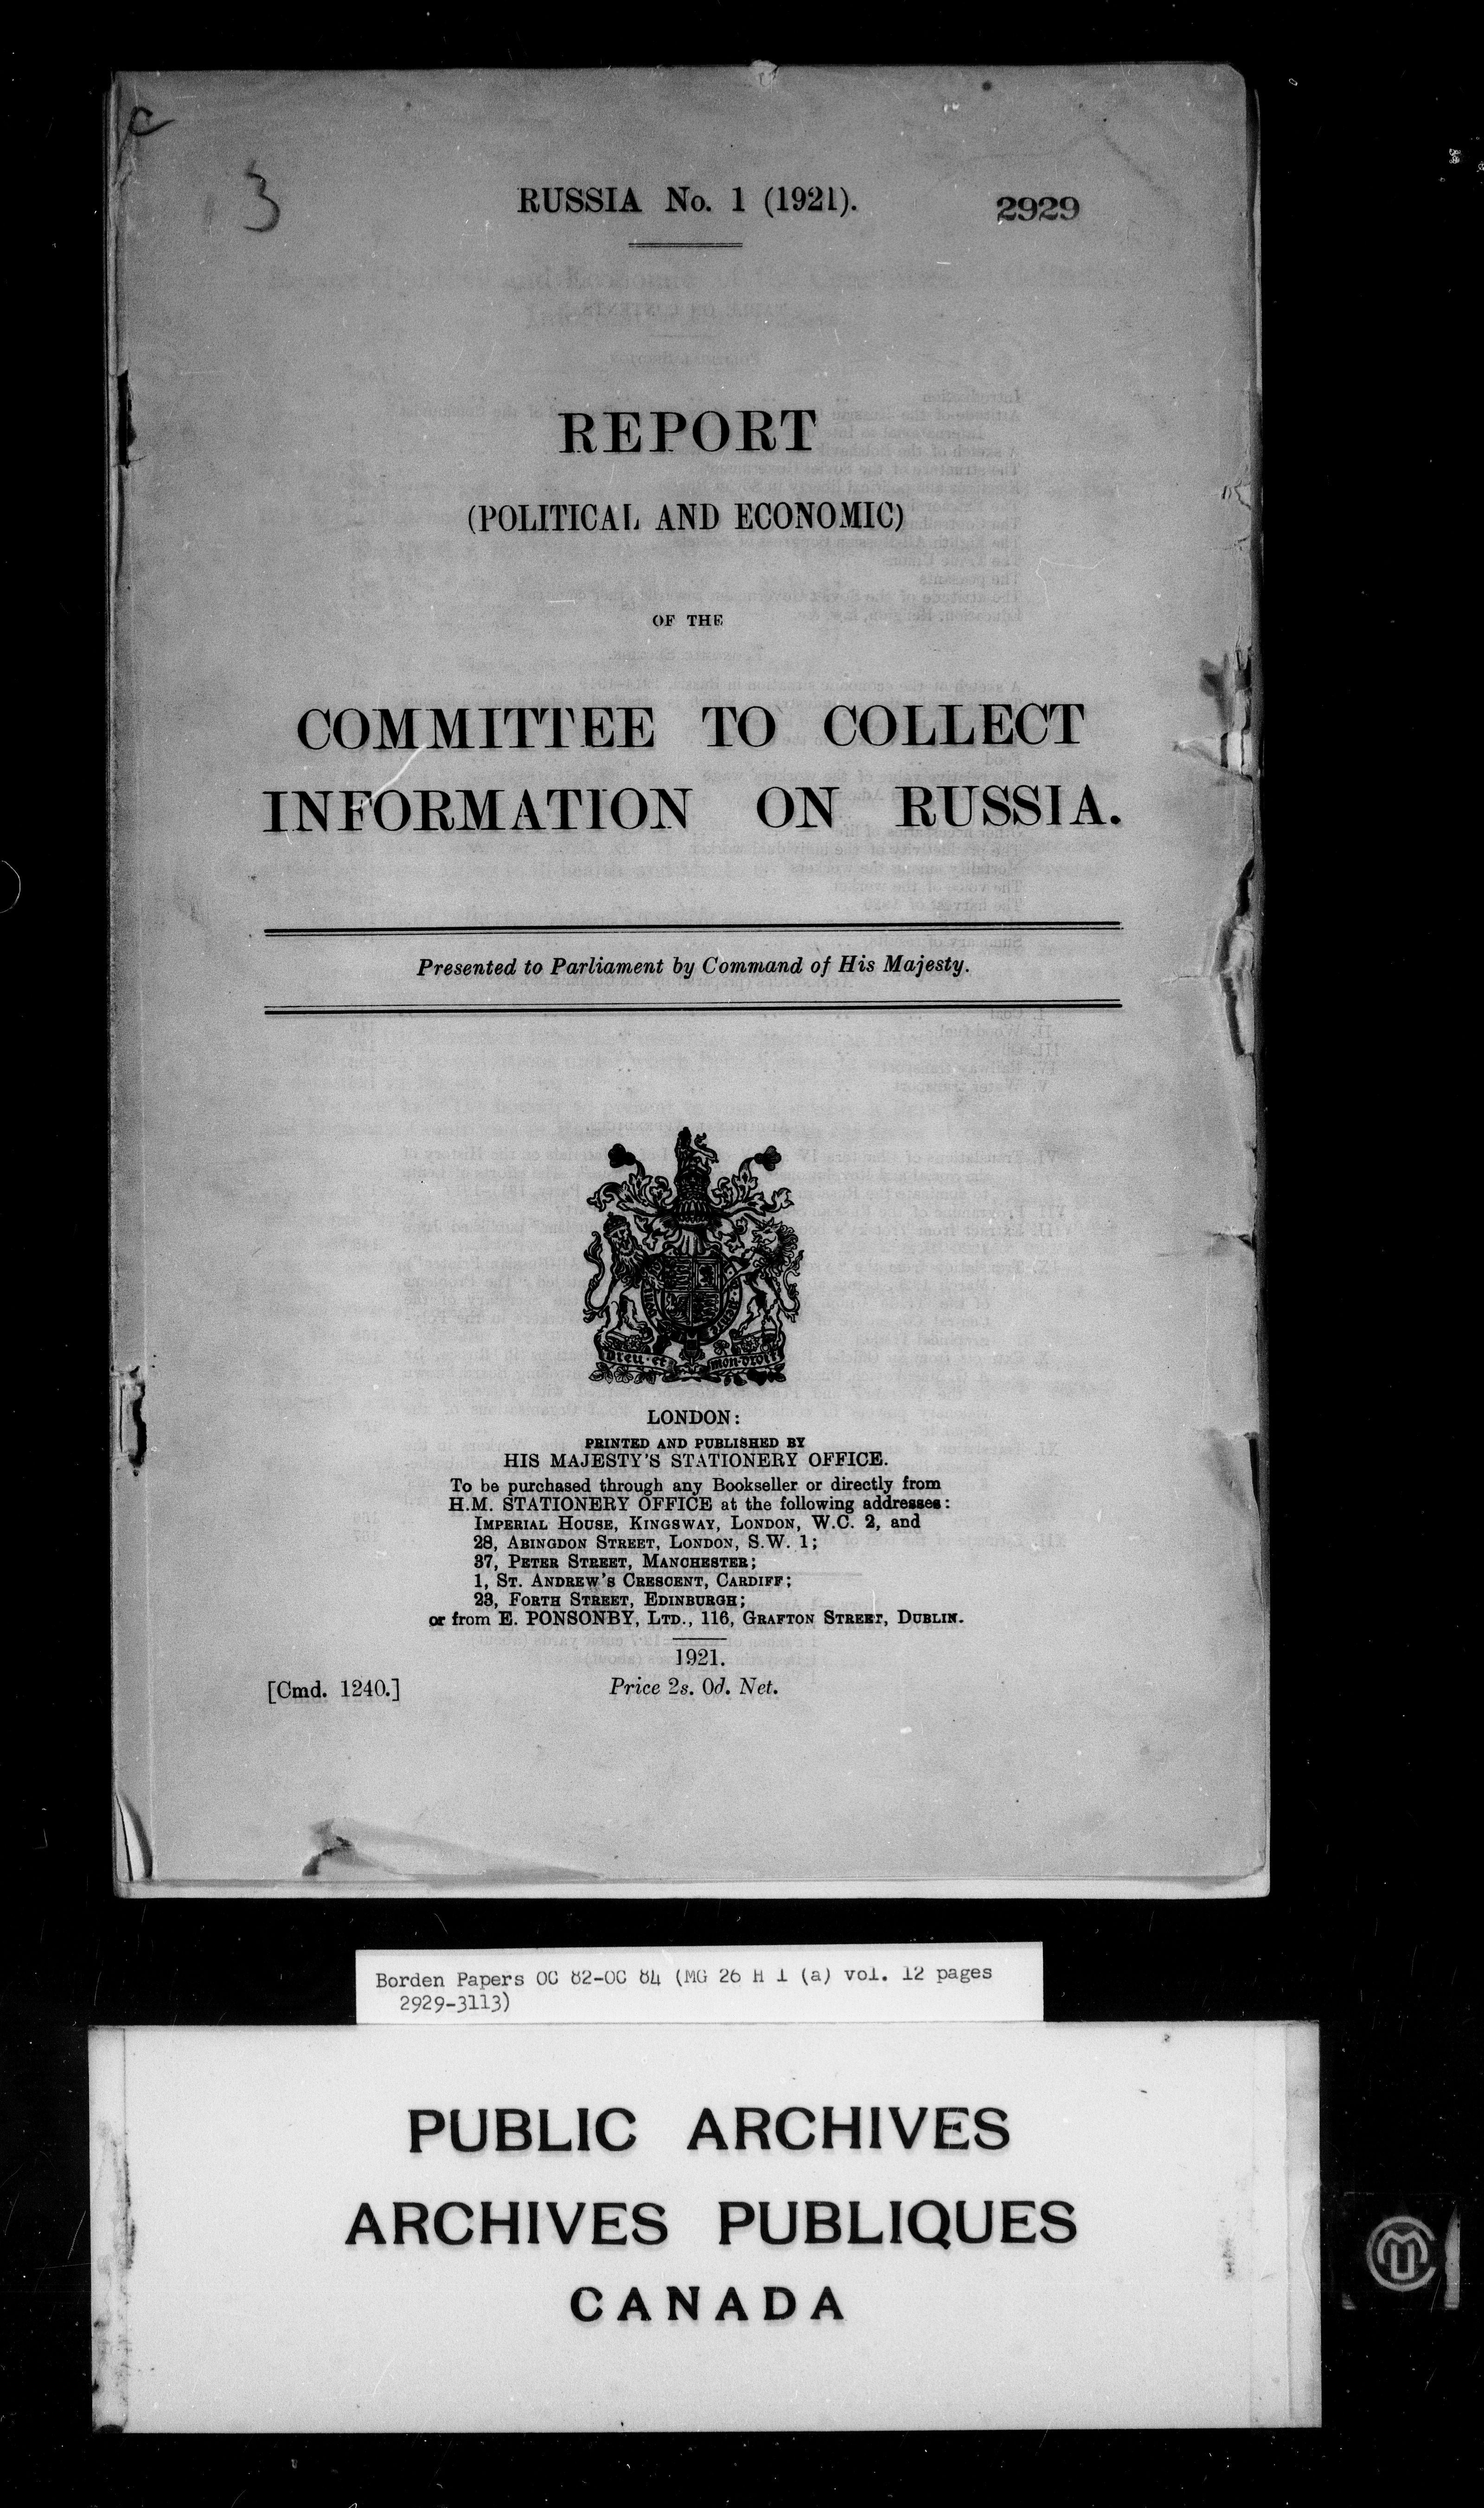 3
RUSSIA No. 1 (1921).
2929
REPORT
(POLITICAL AND ECONOMIC)
OF THE
COMMITTEE TO COLLECT
INFORMATION ON RUSSIA.
Presented to Parliament by Command of His Majesty.
Dieu et mon droit
LONDON:
PRINTED AND PUBLISHED BY
HIS MAJESTY'S STATIONERY OFFICE.
To be purchased through any Bookseller or directly from
H.M. STATIONERY OFFICE at the following addresses:
IMPERIAL HOUSE, KINGSWAY, LONDON, W.C. 2, and
28, ABINGDON STREET, LONDON, S.W. 1;
37, PETER STREET, MANCHESTER;
1, ST. ANDREW'S CRESCENT, CARDIFF;
23, FORTH STREET, EDINBURGH;
or from E. PONSONBY, LTD., 116, GRAFTON STREET, DUBLIN.
1921.
[Cmd. 1240.]
Price 2s. 0d. Net.
Borden Papers OC 82-OC 84 (MG 26 H 1 (a) vol. 12 pages
2929-3113)
PUBLIC ARCHIVES
ARCHIVES PUBLIQUES
CANADA